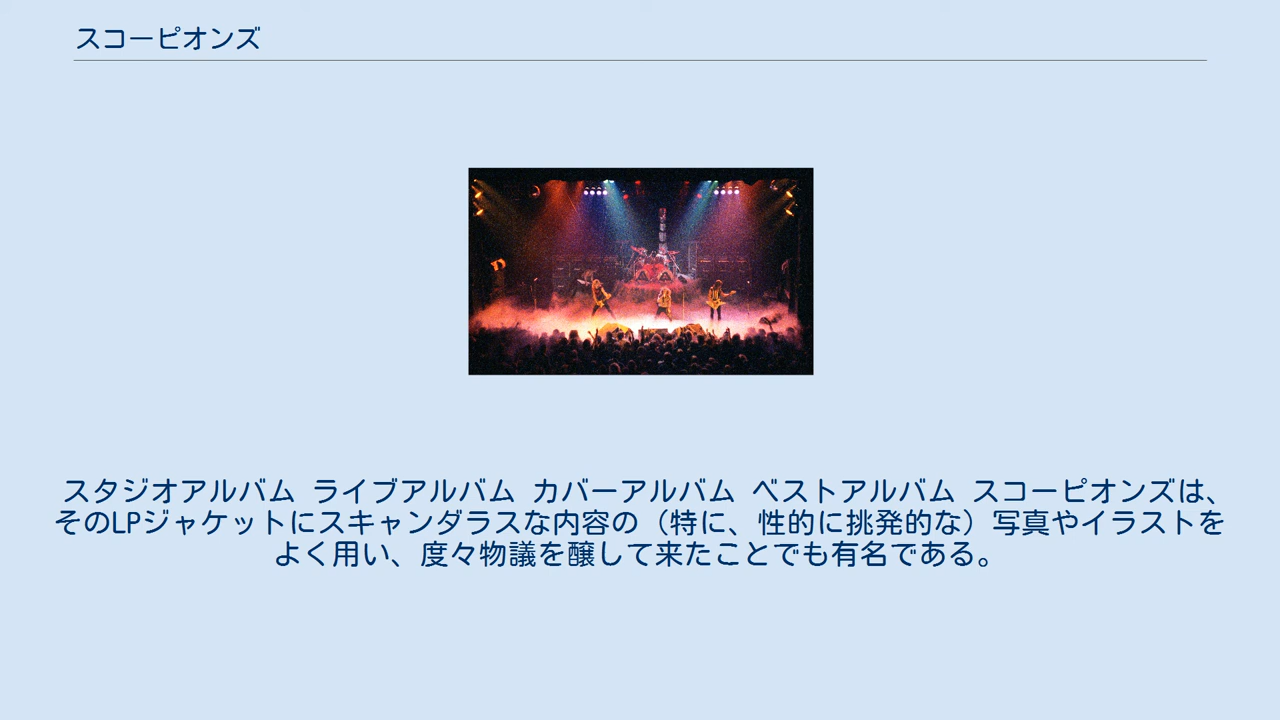 スコーピオンズ
スタジオアルバム ライブアルバム カバーアルバム ベストアルバム スコーピオンズは、
そのLPジャケットにスキャンダラスな内容の（特に、性的に挑発的な）写真やイラストを
よく用い、度々物議を醸して来たことでも有名である。